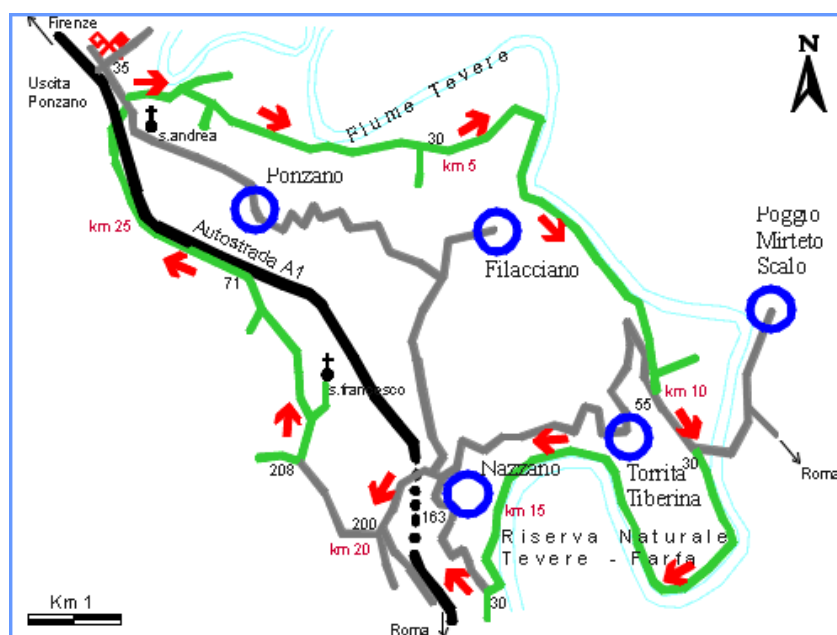 Firenze
35
Uscita
Ponzano
s.andrea
Fiume Tevere
N
30
km 5
Ponzano
Poggio
Mirteto
Scalo
km 25
Autostrada A1
Filacciano
71
s.francesco
km 10
55
208
Nazzano
30
Torrita
Tiberina
Roma
km 15
163
200
km 20
Riserva Naturale
Tevere - Farfa
30
Km 1
Roma